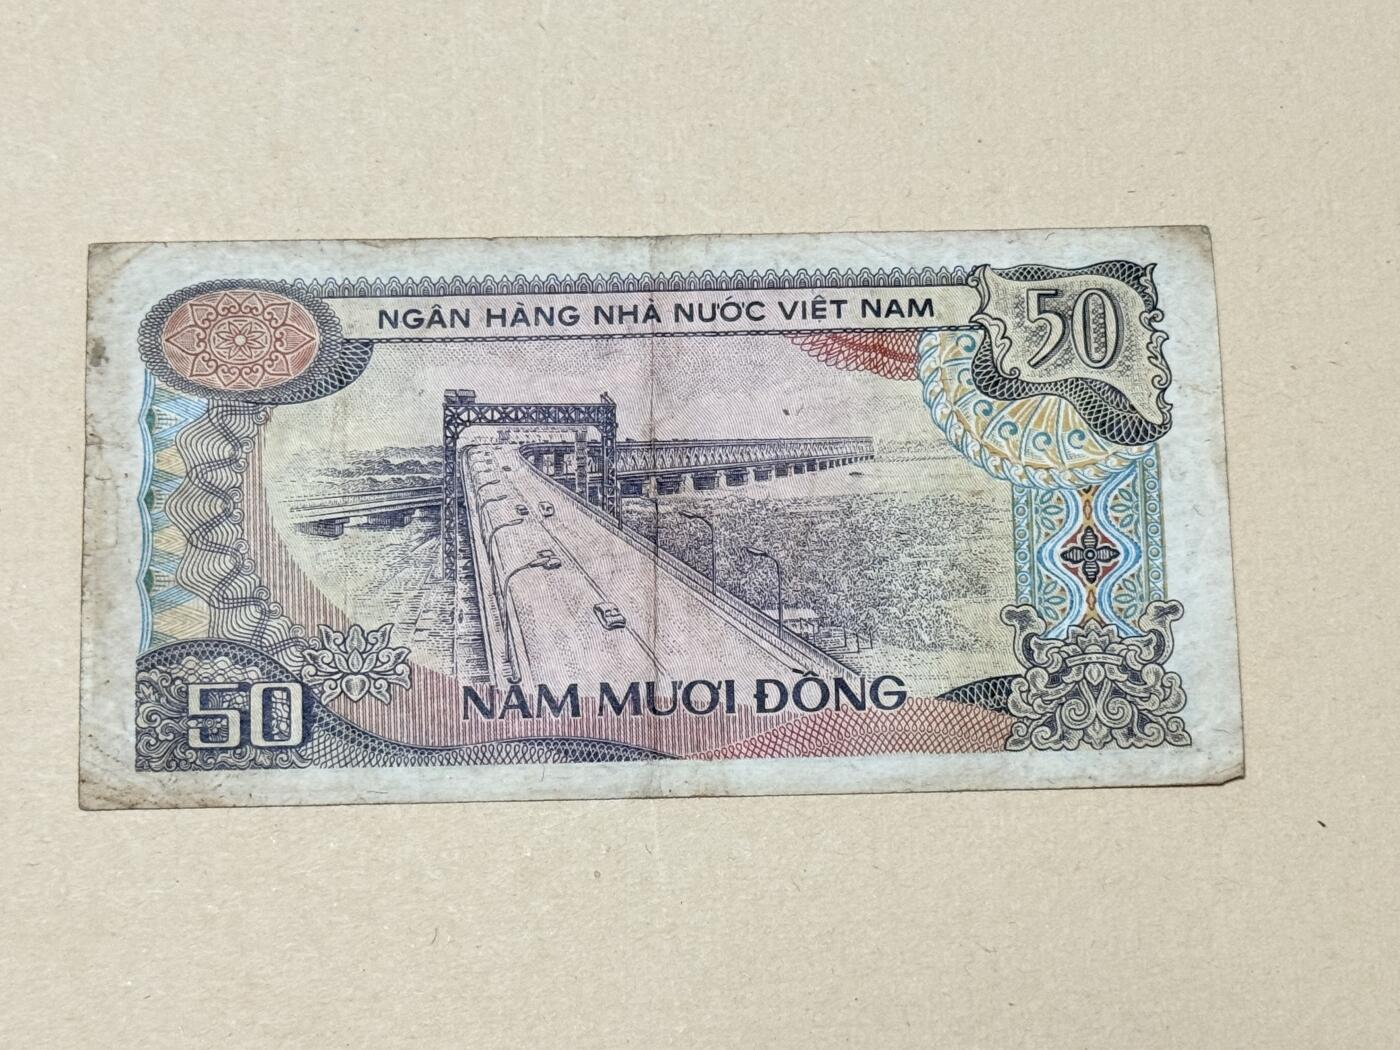 NGÂN HÀNG NHÀ NƯỚC VIỆT NAM
50
50
NĂM MƯƠI ĐỒNG